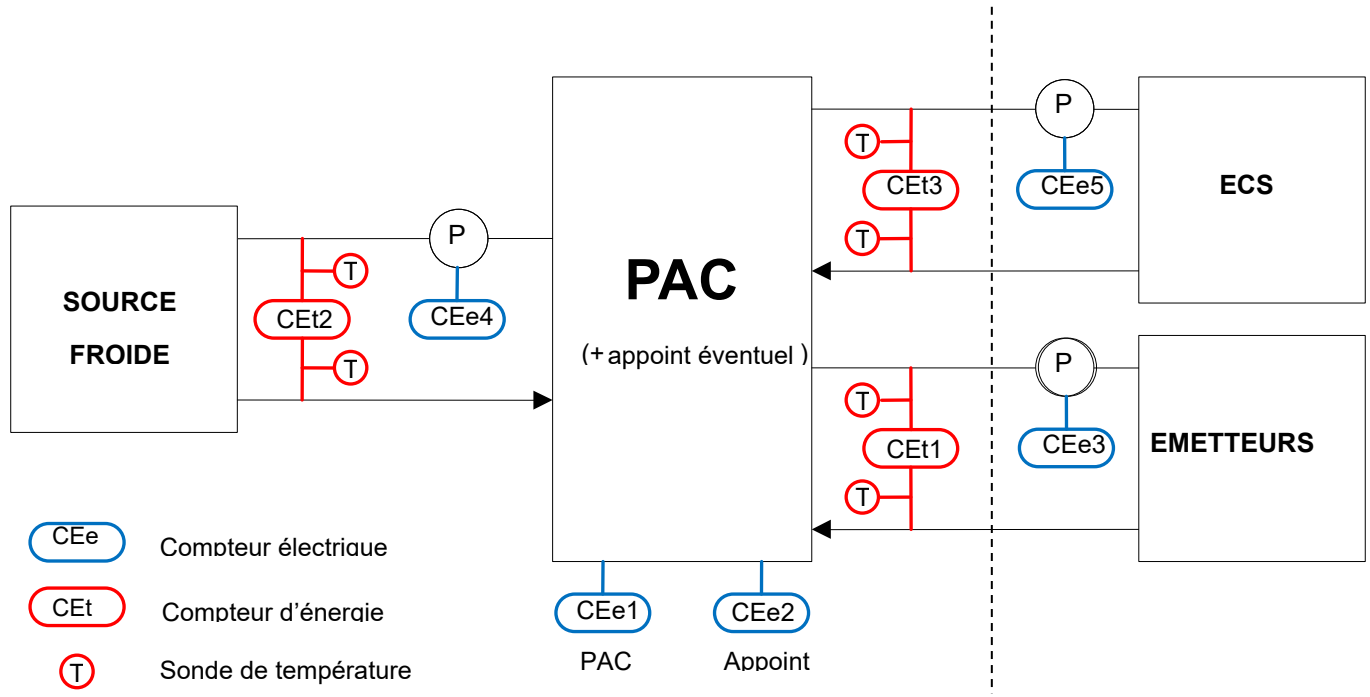 P
T
CEt3
CEe5
T
ECS
SOURCE
FROIDE
T
CEt2
T
P
CEe4
PAC
(+ appoint éventuel )
T
CEt1
T
P
CEe3
EMETTEURS
CEe
Compteur électrique
CEt
Compteur d’énergie
T
Sonde de température
CEe1
PAC
CEe2
Appoint